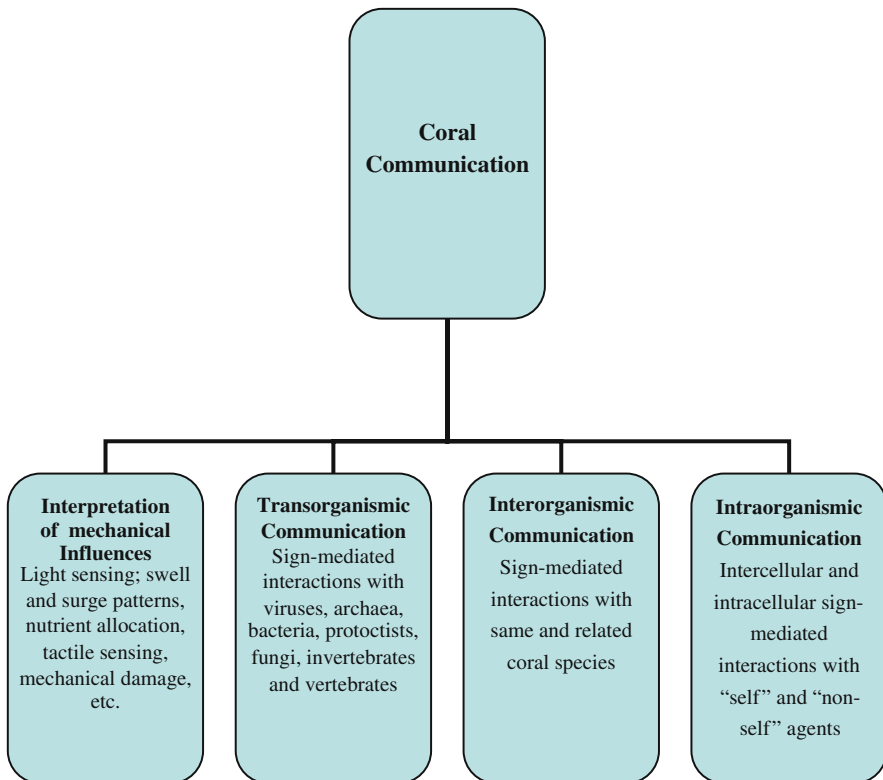 Coral
Communication
Interpretation
of mechanical
Influences
Light sensing; swell
and surge patterns,
nutrient allocation,
tactile sensing,
mechanical damage,
etc.
Transorganismic
Communication
Sign-mediated
interactions with
viruses, archaea,
bacteria, protoctists,
fungi, invertebrates
and vertebrates
Interorganismic
Communication
Sign-mediated
interactions with
same and related
coral species
Intraorganismic
Communication
Intercellular and
intracellular sign-
mediated
interactions with
“self” and “non-
self” agents